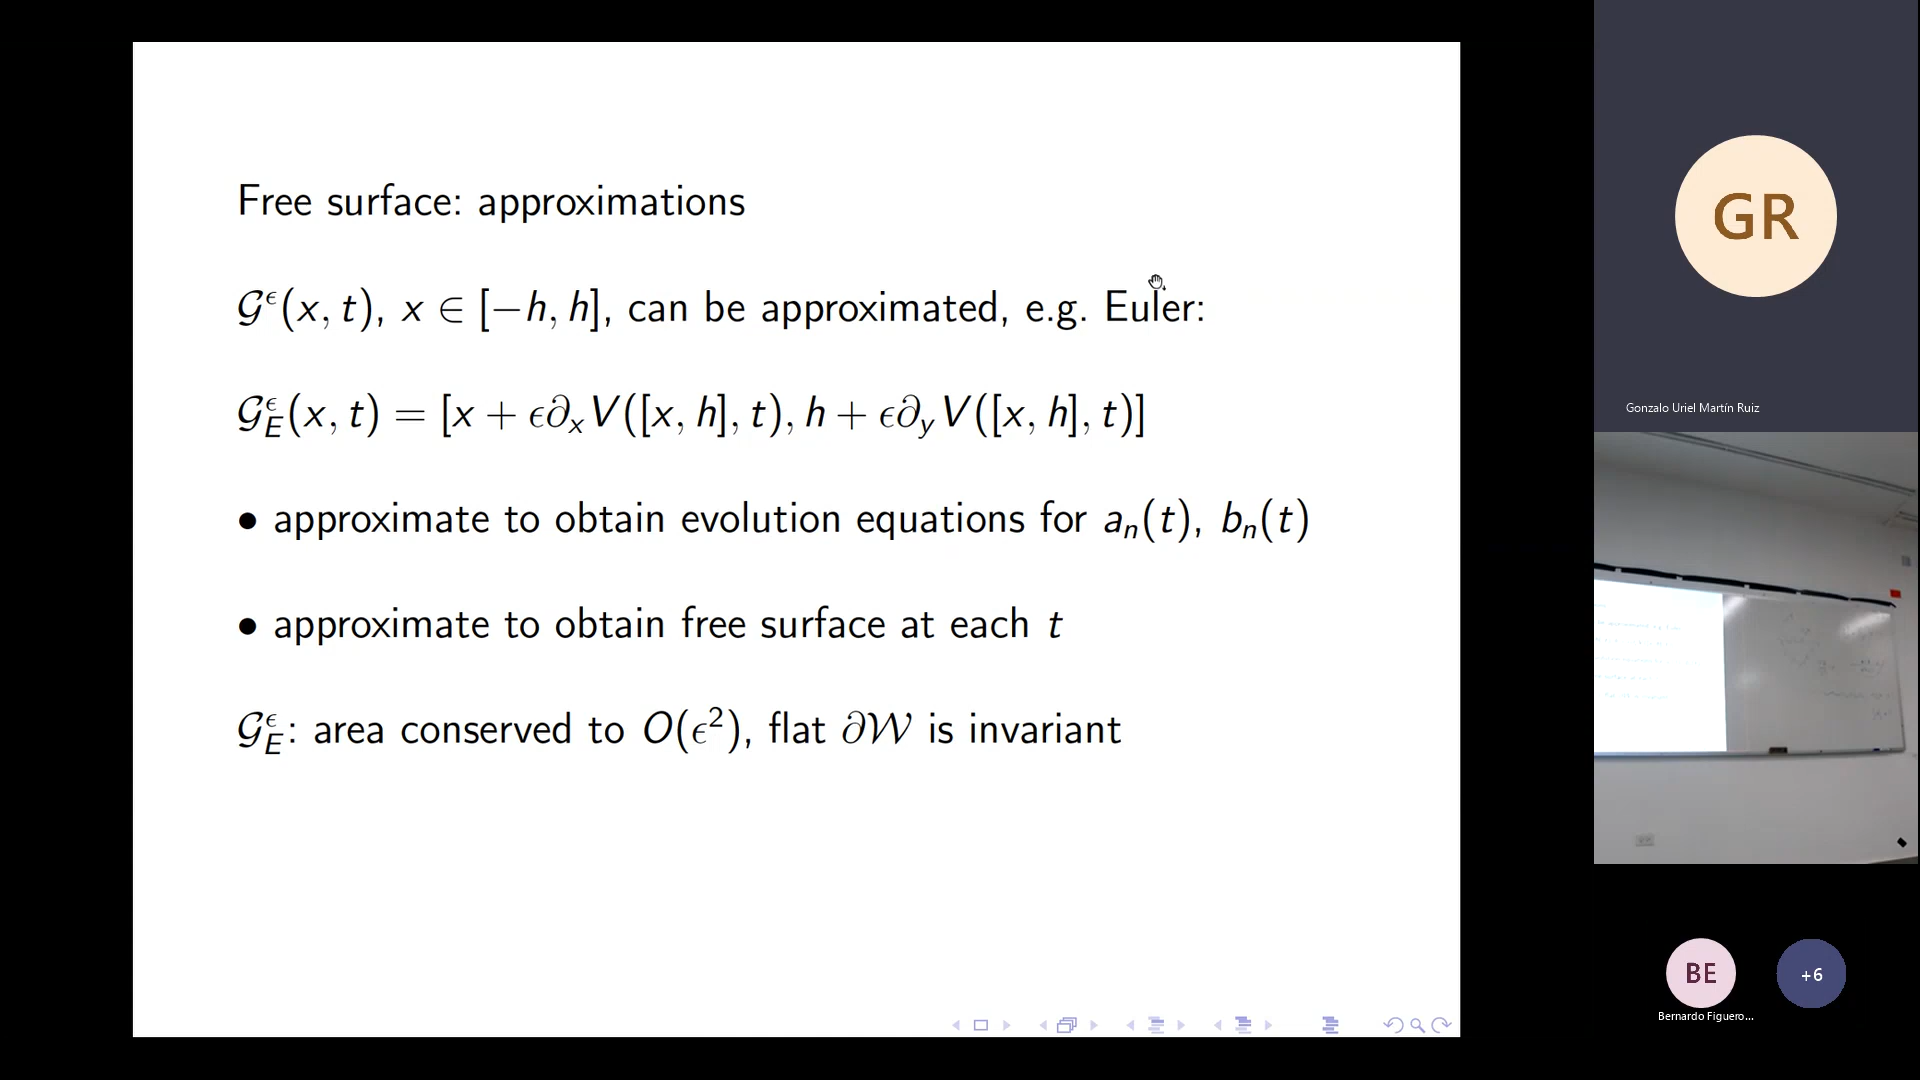 Free surface: approximations
𝒢^ϵ(x, t), x ∈ [−h, h], can be approximated, e.g. Euler:
𝒢_E^ϵ(x, t) = [x + ϵ∂_x V([x, h], t), h + ϵ∂_y V([x, h], t)]
• approximate to obtain evolution equations for a_n(t), b_n(t)
• approximate to obtain free surface at each t
𝒢_E^ϵ: area conserved to O(ϵ²), flat ∂𝒲 is invariant
GR
Gonzalo Uriel Martín Ruiz
BE
+6
Bernardo Figuero...